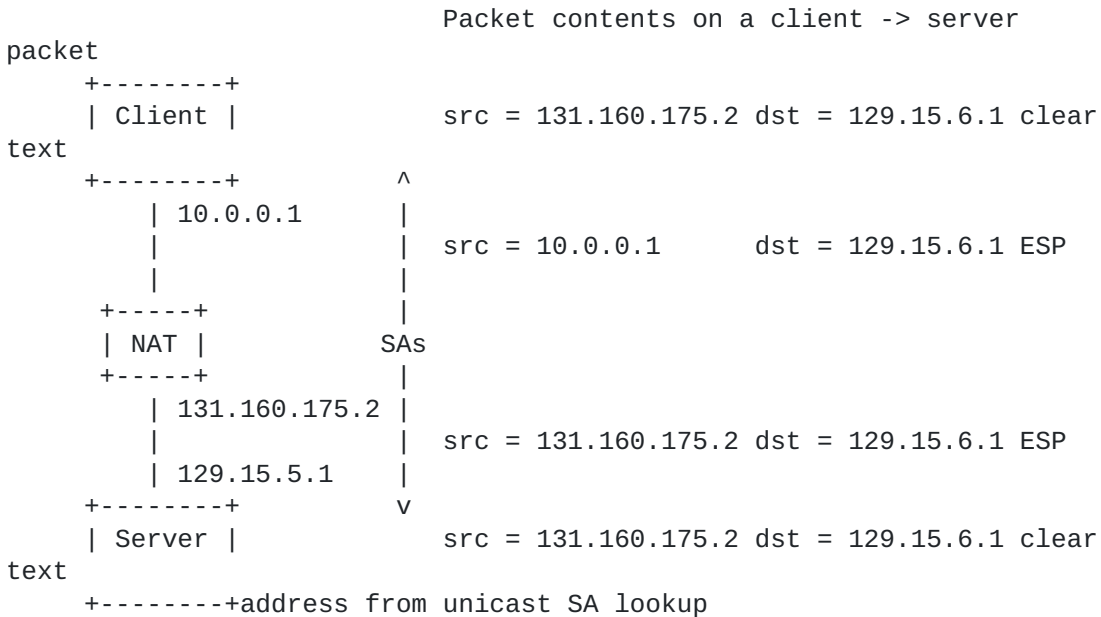 Packet contents on a client -> server
packet
     +--------+
     | Client |             src = 131.160.175.2 dst = 129.15.6.1 clear
text
     +--------+          ^
         | 10.0.0.1      |
         |               |  src = 10.0.0.1      dst = 129.15.6.1 ESP
         |               |
      +-----+            |
      | NAT |           SAs
      +-----+            |
         | 131.160.175.2 |
         |               |  src = 131.160.175.2 dst = 129.15.6.1 ESP
         | 129.15.5.1    |
     +--------+          v
     | Server |             src = 131.160.175.2 dst = 129.15.6.1 clear
text
     +--------+address from unicast SA lookup